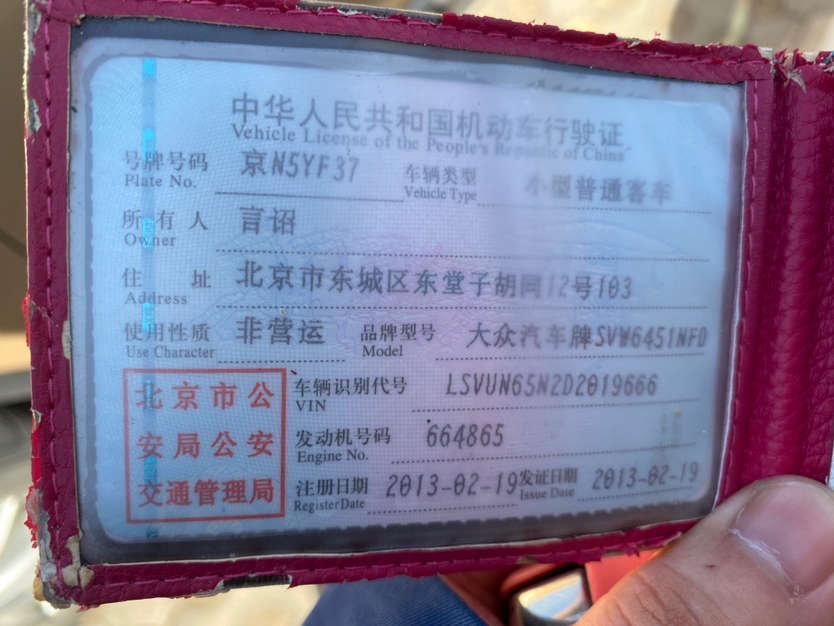 中华人民共和国机动车行驶证
Vehicle License of the People's Republic of China
号牌号码 京N5YF37 车辆类型 小型普通客车
Plate No. Vehicle Type
所有人 言诏
Owner
住址 北京市东城区东堂子胡同12号103
Address
使用性质 非营运 品牌型号 大众汽车牌SVW6451NFD
Use Character Model
北京市公 车辆识别代号 LSVUN65N2D2019666
VIN
安局公安 发动机号码 664865
Engine No.
交通管理局 注册日期 2013-02-19 发证日期 2013-02-19
Register Date Issue Date